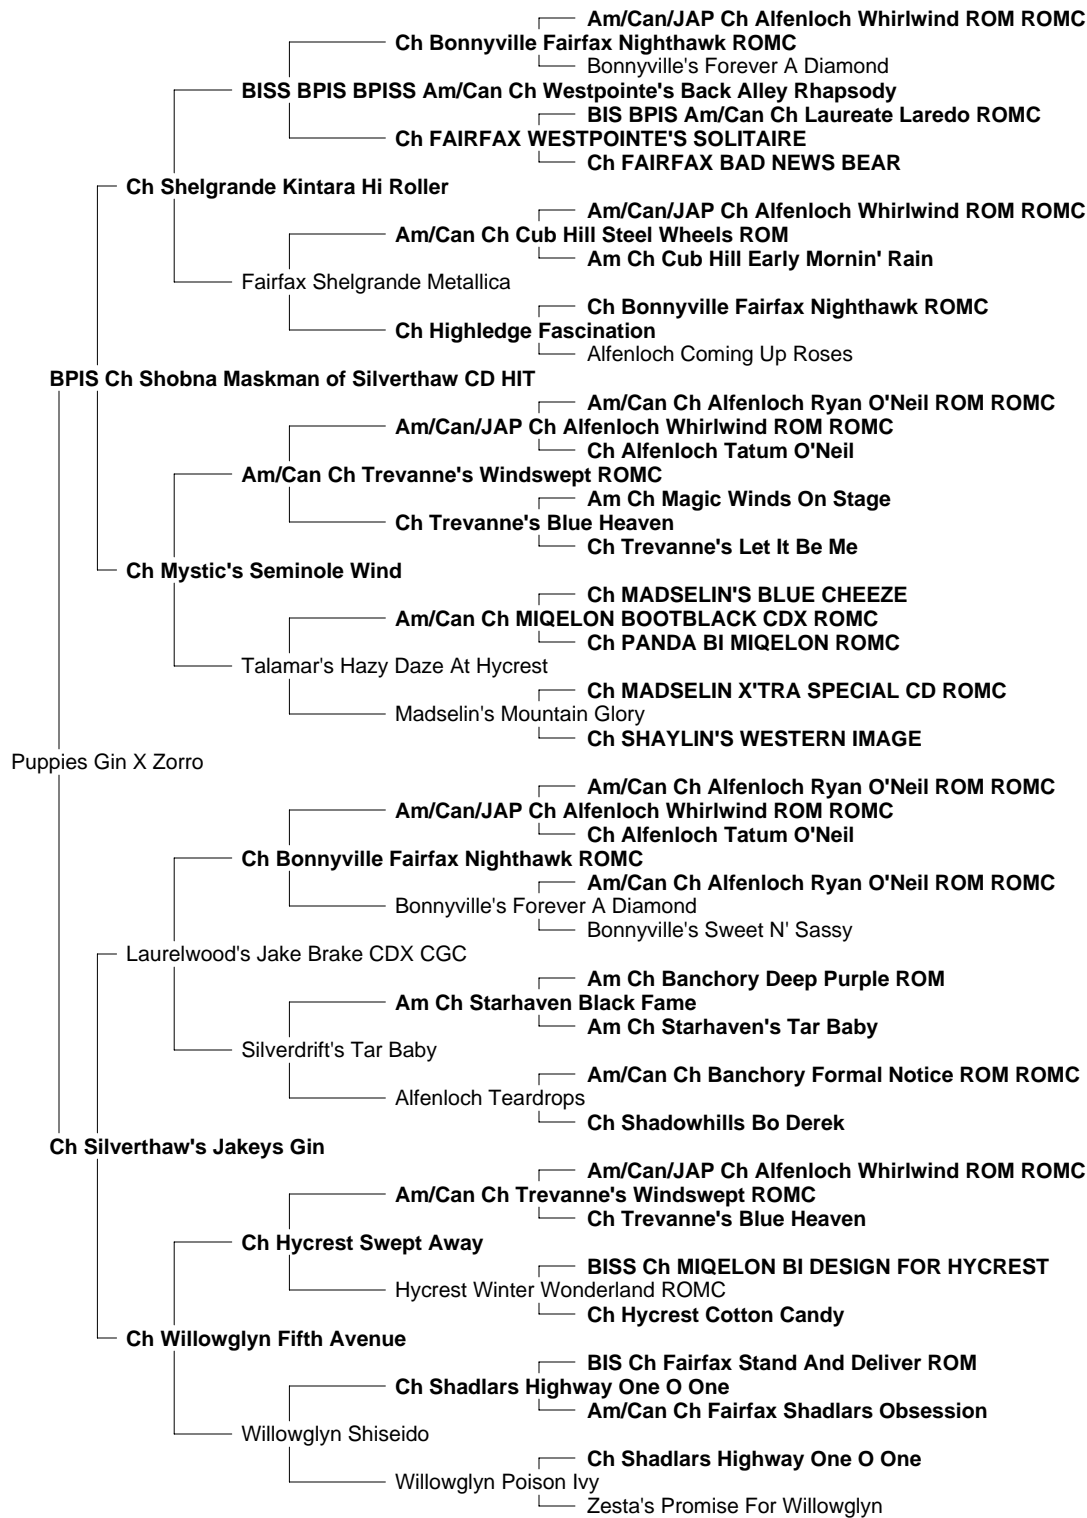 Am/Can/JAP Ch Alfenloch Whirlwind ROM ROMC
Ch Bonnyville Fairfax Nighthawk ROMC
Bonnyville's Forever A Diamond
BISS BPIS BPISS Am/Can Ch Westpointe's Back Alley Rhapsody
BIS BPIS Am/Can Ch Laureate Laredo ROMC
Ch FAIRFAX WESTPOINTE'S SOLITAIRE
Ch FAIRFAX BAD NEWS BEAR
Ch Shelgrande Kintara Hi Roller
Am/Can/JAP Ch Alfenloch Whirlwind ROM ROMC
Am/Can Ch Cub Hill Steel Wheels ROM
Am Ch Cub Hill Early Mornin' Rain
Fairfax Shelgrande Metallica
Ch Bonnyville Fairfax Nighthawk ROMC
Ch Highledge Fascination
Alfenloch Coming Up Roses
BPIS Ch Shobna Maskman of Silverthaw CD HIT
Am/Can Ch Alfenloch Ryan O'Neil ROM ROMC
Am/Can/JAP Ch Alfenloch Whirlwind ROM ROMC
Ch Alfenloch Tatum O'Neil
Am/Can Ch Trevanne's Windswept ROMC
Am Ch Magic Winds On Stage
Ch Trevanne's Blue Heaven
Ch Trevanne's Let It Be Me
Ch Mystic's Seminole Wind
Ch MADSELIN'S BLUE CHEEZE
Am/Can Ch MIQELON BOOTBLACK CDX ROMC
Ch PANDA BI MIQELON ROMC
Talamar's Hazy Daze At Hycrest
Ch MADSELIN X'TRA SPECIAL CD ROMC
Madselin's Mountain Glory
Ch SHAYLIN'S WESTERN IMAGE
Puppies Gin X Zorro
Am/Can Ch Alfenloch Ryan O'Neil ROM ROMC
Am/Can/JAP Ch Alfenloch Whirlwind ROM ROMC
Ch Alfenloch Tatum O'Neil
Ch Bonnyville Fairfax Nighthawk ROMC
Am/Can Ch Alfenloch Ryan O'Neil ROM ROMC
Bonnyville's Forever A Diamond
Bonnyville's Sweet N' Sassy
Laurelwood's Jake Brake CDX CGC
Am Ch Banchory Deep Purple ROM
Am Ch Starhaven Black Fame
Am Ch Starhaven's Tar Baby
Silverdrift's Tar Baby
Am/Can Ch Banchory Formal Notice ROM ROMC
Alfenloch Teardrops
Ch Shadowhills Bo Derek
Ch Silverthaw's Jakeys Gin
Am/Can/JAP Ch Alfenloch Whirlwind ROM ROMC
Am/Can Ch Trevanne's Windswept ROMC
Ch Trevanne's Blue Heaven
Ch Hycrest Swept Away
BISS Ch MIQELON BI DESIGN FOR HYCREST
Hycrest Winter Wonderland ROMC
Ch Hycrest Cotton Candy
Ch Willowglyn Fifth Avenue
BIS Ch Fairfax Stand And Deliver ROM
Ch Shadlars Highway One O One
Am/Can Ch Fairfax Shadlars Obsession
Willowglyn Shiseido
Ch Shadlars Highway One O One
Willowglyn Poison Ivy
Zesta's Promise For Willowglyn